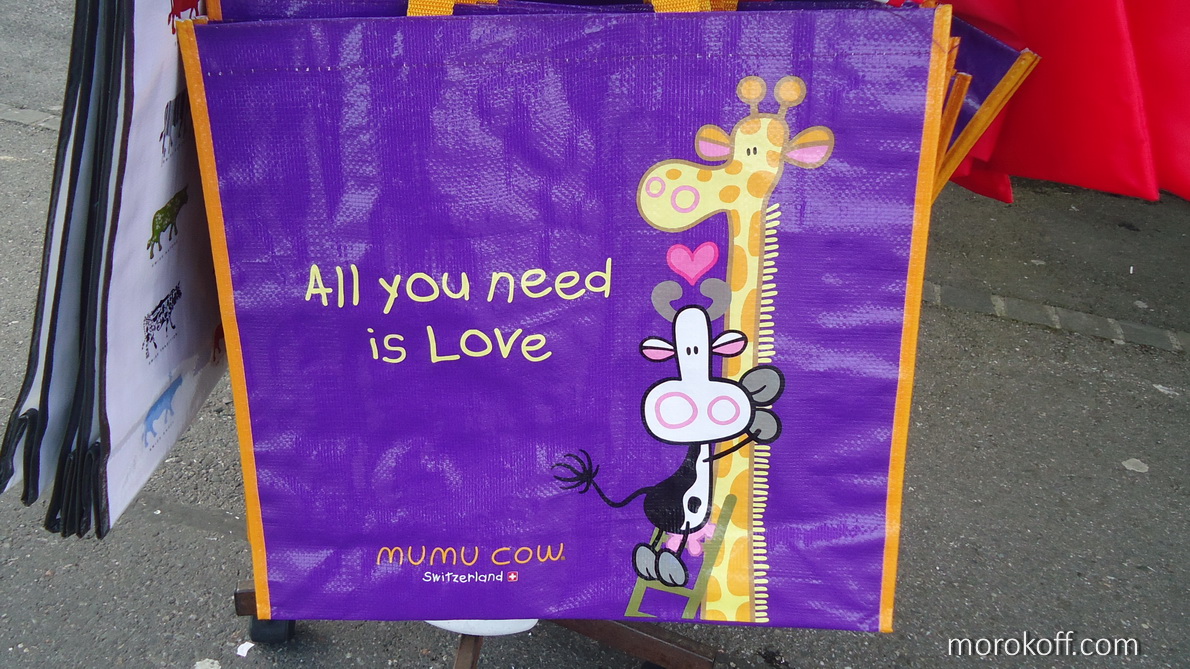 All you need
is Love
mumu cow
Switzerland
morokoff.com